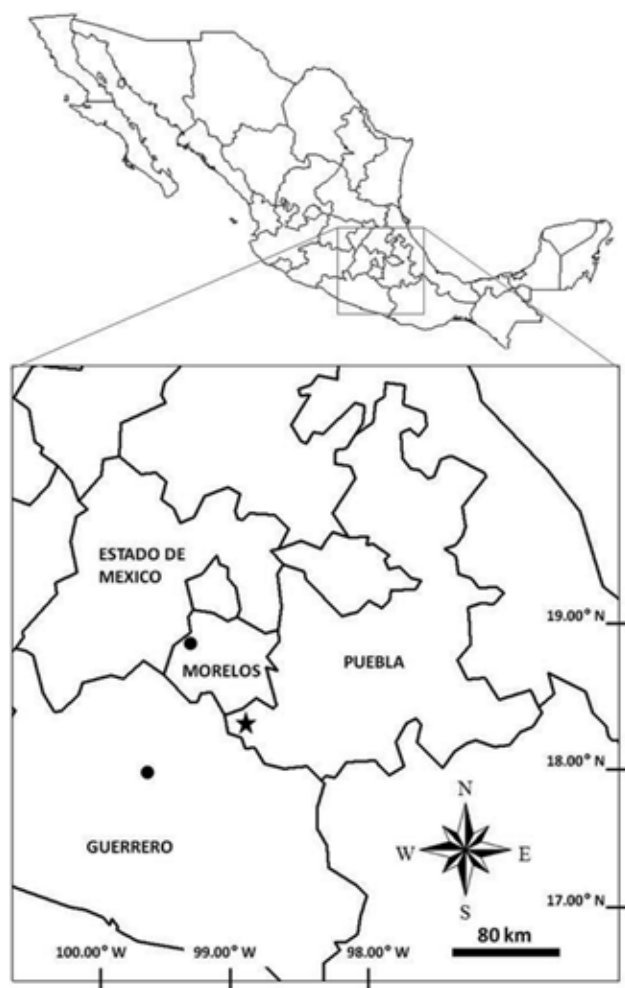 ESTADO DE
MEXICO
19.00° N
MORELOS
PUEBLA
18.00° N
N
GUERRERO
W
E
S
17.00° N
80 km
100.00° W
99.00° W
98.00° W